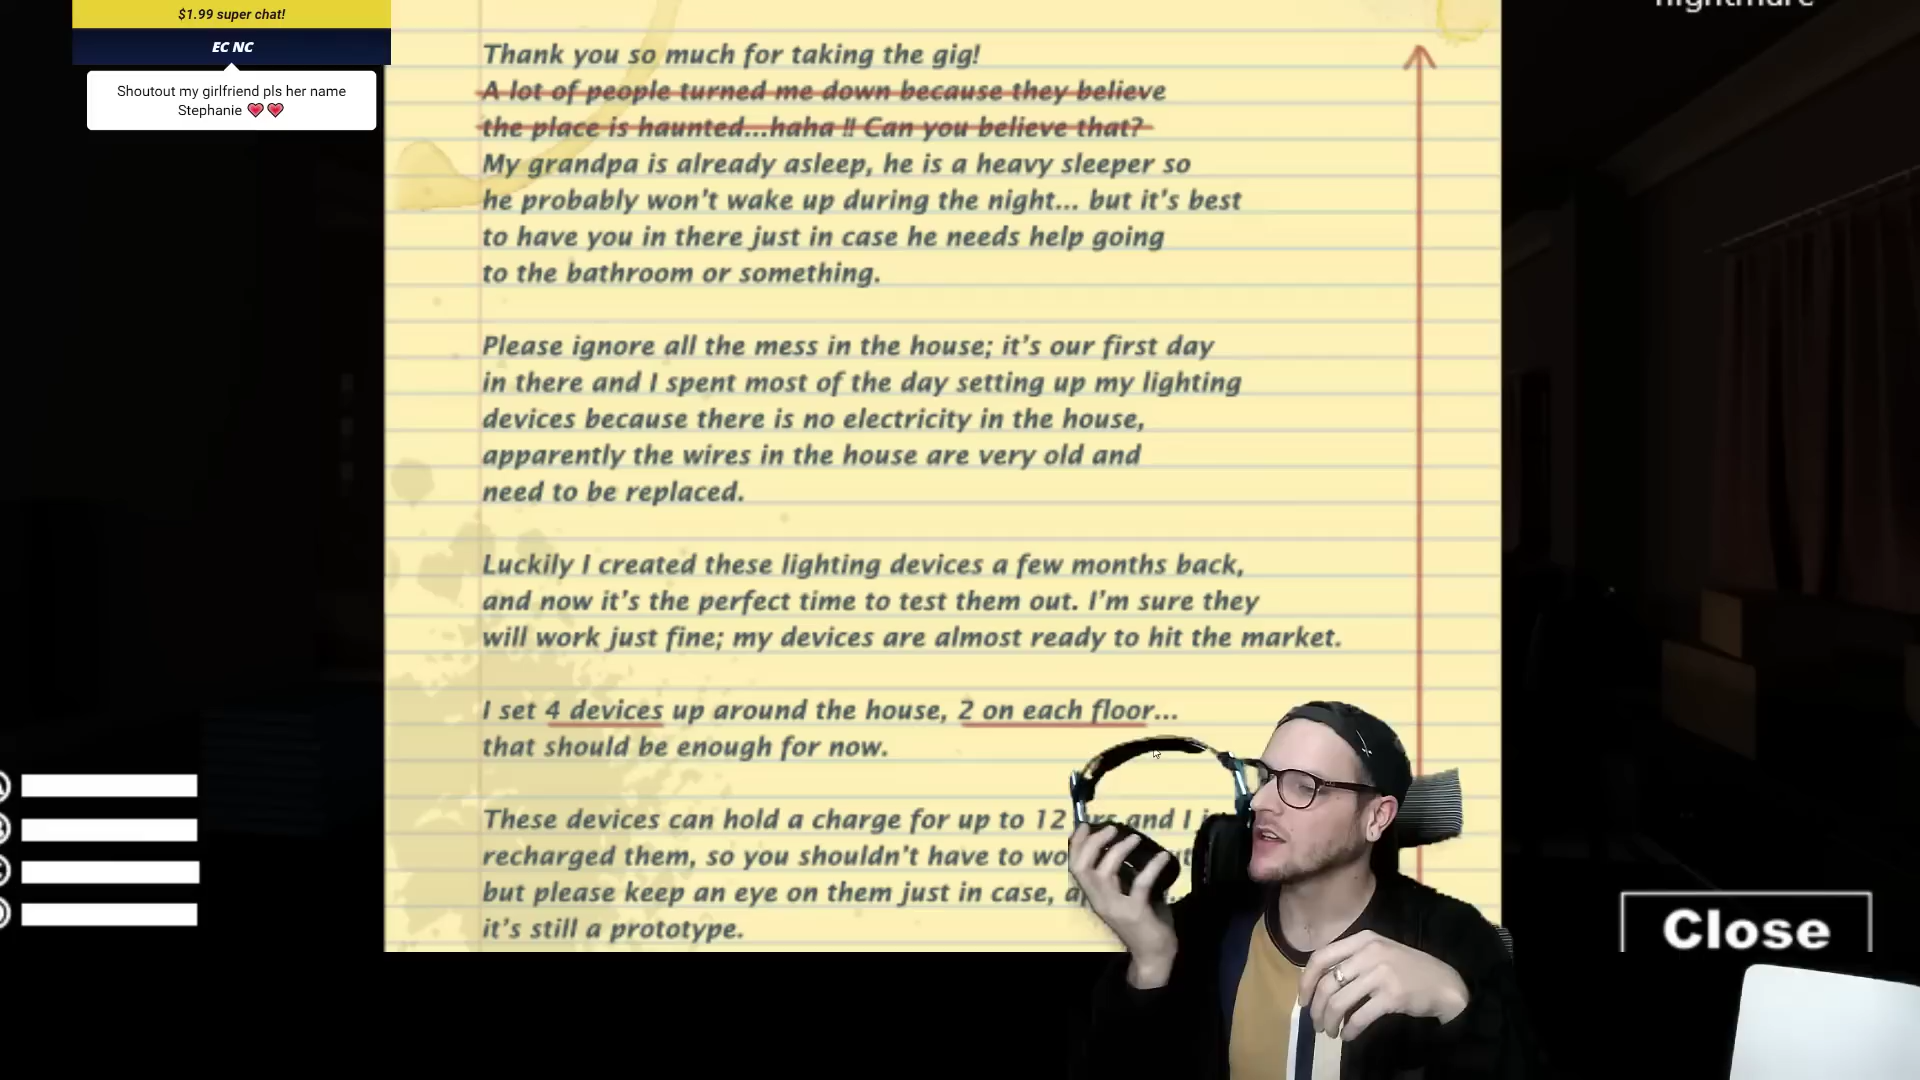 $1.99 super chat!
EC NC
Shoutout my girlfriend pls her name
Stephanie ❤❤
nightmare
Thank you so much for taking the gig!
A lot of people turned me down because they believe
the place is haunted...haha !! Can you believe that?
My grandpa is already asleep, he is a heavy sleeper so
he probably won't wake up during the night... but it's best
to have you in there just in case he needs help going
to the bathroom or something.
Please ignore all the mess in the house; it's our first day
in there and I spent most of the day setting up my lighting
devices because there is no electricity in the house,
apparently the wires in the house are very old and
need to be replaced.
Luckily I created these lighting devices a few months back,
and now it's the perfect time to test them out. I'm sure they
will work just fine; my devices are almost ready to hit the market.
I set 4 devices up around the house, 2 on each floor...
that should be enough for now.
These devices can hold a charge for up to 12 hrs and I
recharged them, so you shouldn't have to
but please keep an eye on them just in case,
it's still a prototype.
A
B
C
D
Close